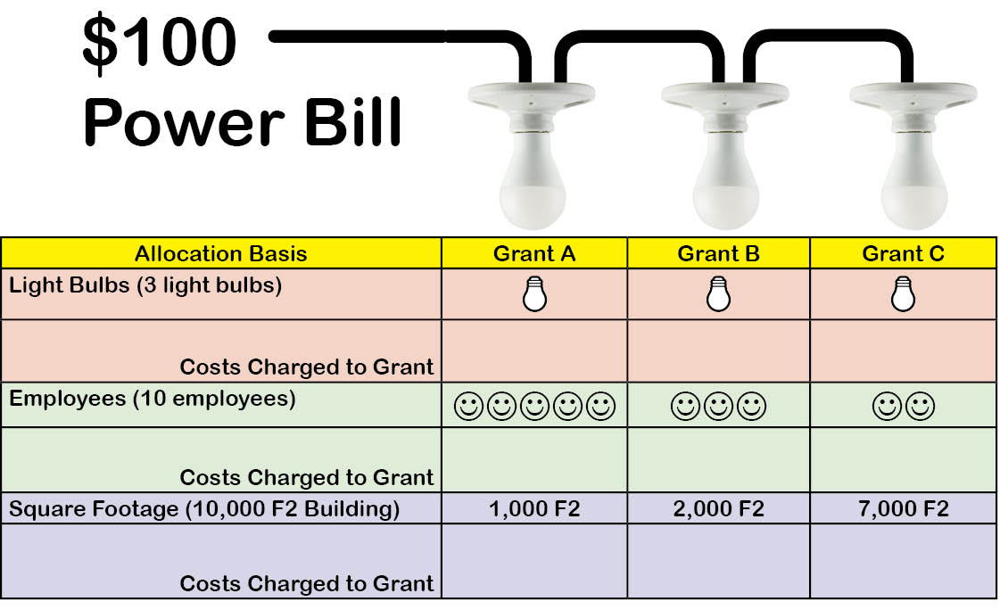 $100
Power Bill
Allocation Basis Grant A Grant B Grant C
Light Bulbs (3 light bulbs)
Costs Charged to Grant
Employees (10 employees)
Costs Charged to Grant
Square Footage (10,000 F2 Building) 1,000 F2 2,000 F2 7,000 F2
Costs Charged to Grant